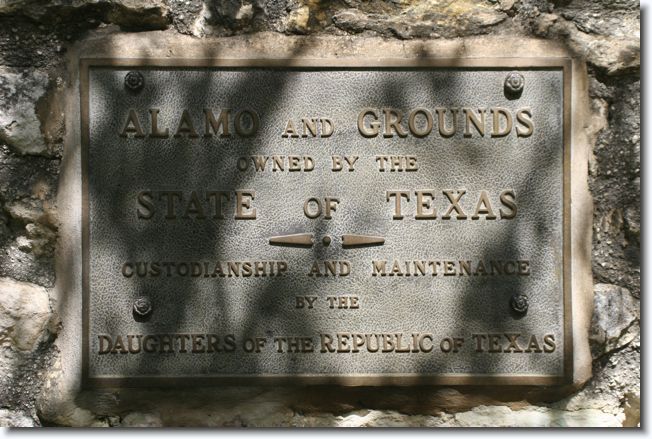 ALAMO AND GROUNDS
OWNED BY THE
STATE OF TEXAS
CUSTODIANSHIP AND MAINTENANCE
BY THE
DAUGHTERS OF THE REPUBLIC OF TEXAS